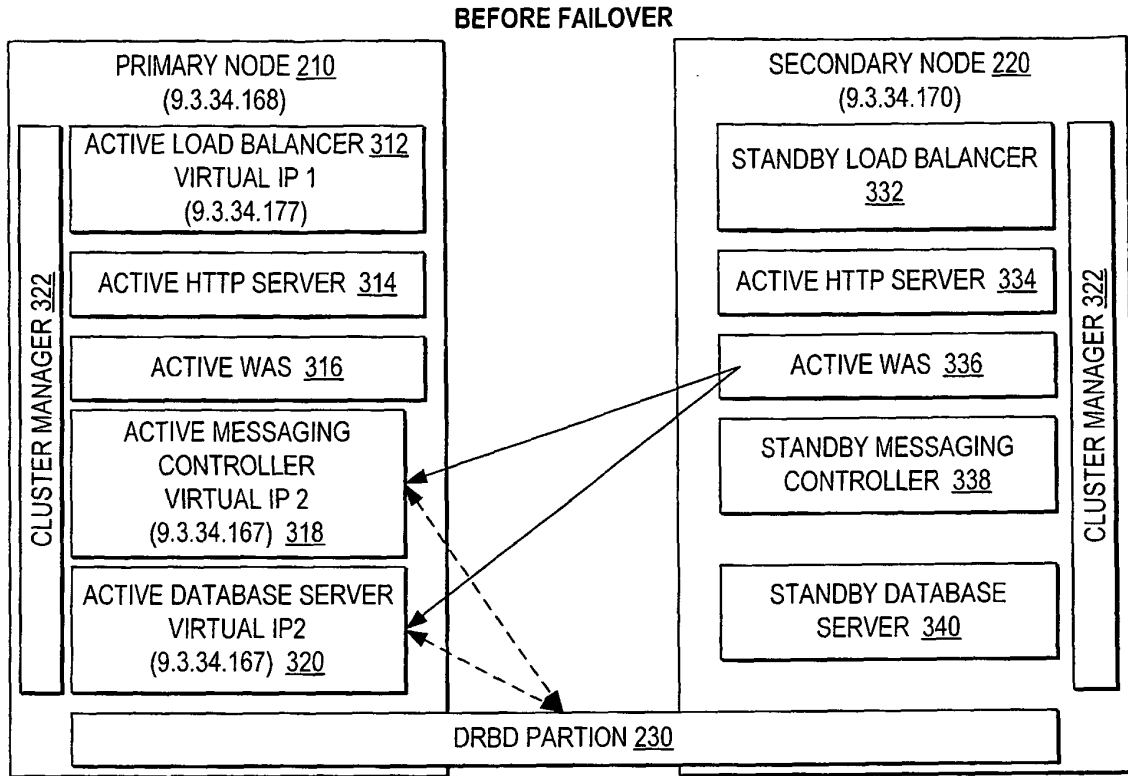 BEFORE FAILOVER
PRIMARY NODE 210
(9.3.34.168)
CLUSTER MANAGER 322
ACTIVE LOAD BALANCER 312
VIRTUAL IP 1
(9.3.34.177)
ACTIVE HTTP SERVER 314
ACTIVE WAS 316
ACTIVE MESSAGING
CONTROLLER
VIRTUAL IP 2
(9.3.34.167) 318
ACTIVE DATABASE SERVER
VIRTUAL IP2
(9.3.34.167) 320
SECONDARY NODE 220
(9.3.34.170)
STANDBY LOAD BALANCER
332
ACTIVE HTTP SERVER 334
ACTIVE WAS 336
STANDBY MESSAGING
CONTROLLER 338
STANDBY DATABASE
SERVER 340
CLUSTER MANAGER 322
DRBD PARTION 230